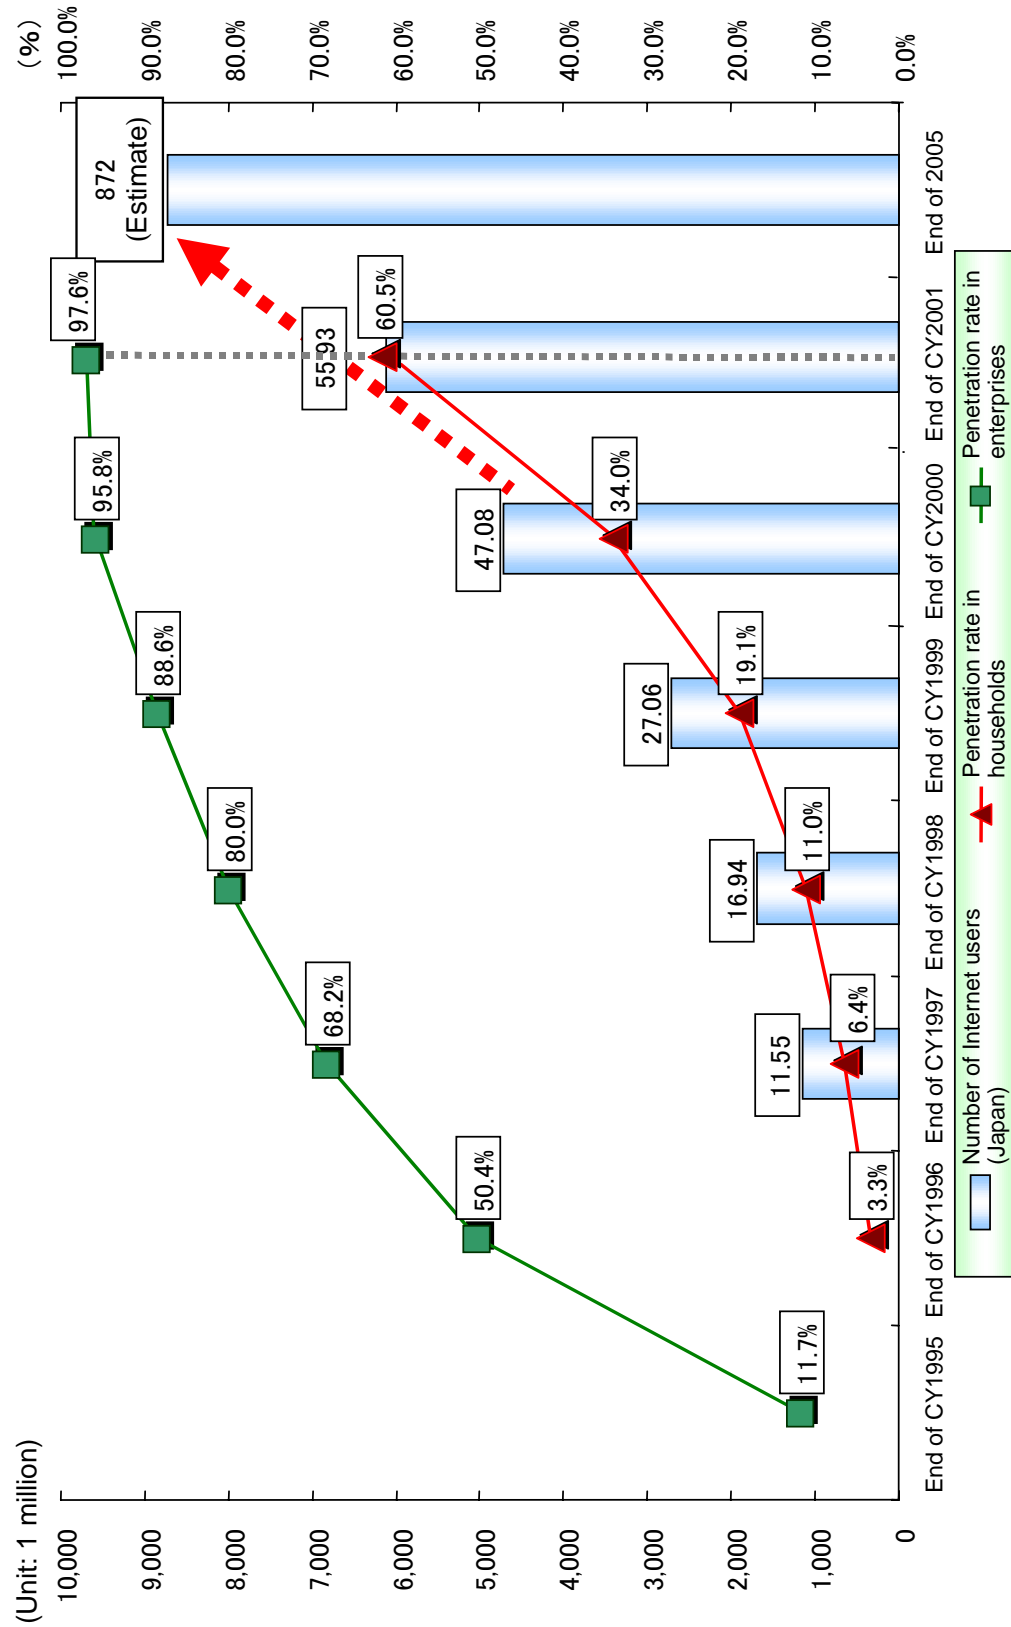 (Unit: 1 million)
(%)
10,000
9,000
8,000
7,000
6,000
5,000
4,000
3,000
2,000
1,000
0
100.0%
90.0%
80.0%
70.0%
60.0%
50.0%
40.0%
30.0%
20.0%
10.0%
0.0%
11.7%
50.4%
68.2%
80.0%
88.6%
95.8%
97.6%
872
(Estimate)
11.55
16.94
27.06
47.08
55.93
3.3%
6.4%
11.0%
19.1%
34.0%
60.5%
End of CY1995
End of CY1996
End of CY1997
End of CY1998
End of CY1999
End of CY2000
End of CY2001
End of 2005
Number of Internet users
(Japan)
Penetration rate in
households
Penetration rate in
enterprises